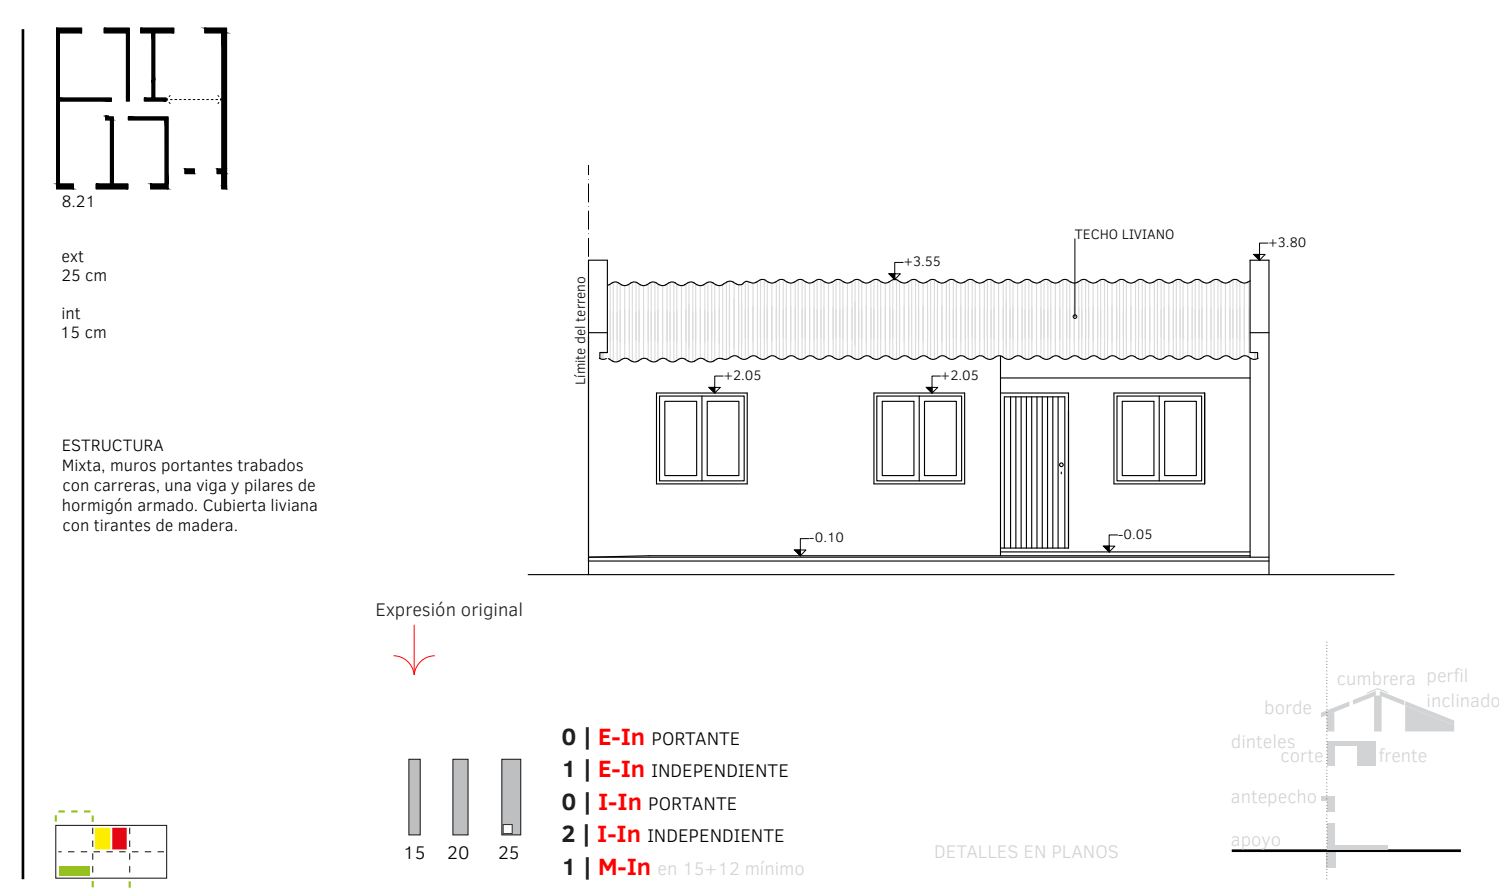 8.21
ext
25 cm
int
15 cm
ESTRUCTURA
Mixta, muros portantes trabados
con carreras, una viga y pilares de
hormigón armado. Cubierta liviana
con tirantes de madera.
Límite del terreno
+3.55
TECHO LIVIANO
+3.80
+2.05
+2.05
-0.10
-0.05
Expresión original
15 20 25
0 | E-In PORTANTE
1 | E-In INDEPENDIENTE
0 | I-In PORTANTE
2 | I-In INDEPENDIENTE
1 | M-In en 15+12 mínimo
DETALLES EN PLANOS
cumbrera
perfil
inclinado
borde
dinteles
corte
frente
antepecho
apoyo